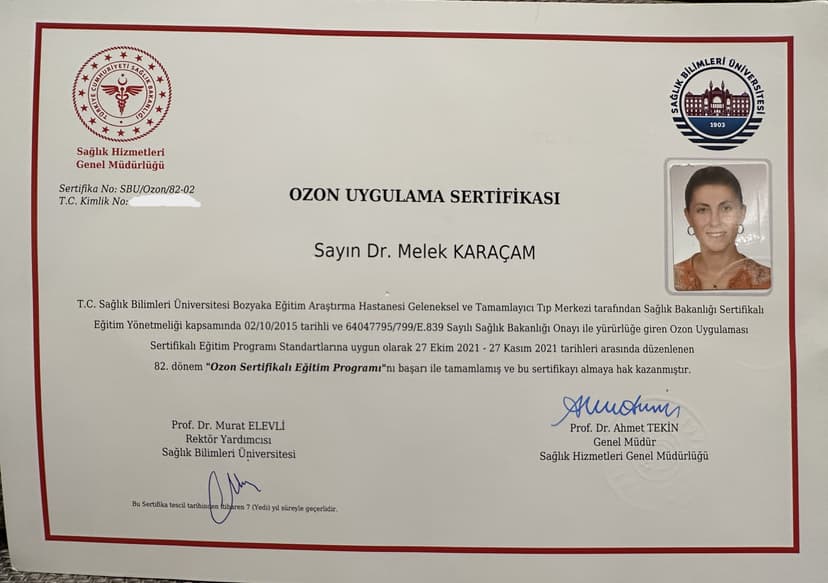 TÜRKİYE CUMHURİYETİ SAĞLIK BAKANLIĞI
Sağlık Hizmetleri
Genel Müdürlüğü
SAĞLIK BİLİMLERİ ÜNİVERSİTESİ
1903
Sertifika No: SBU/Ozon/82-02
T.C. Kimlik No:
OZON UYGULAMA SERTİFİKASI
Sayın Dr. Melek KARAÇAM
T.C. Sağlık Bilimleri Üniversitesi Bozyaka Eğitim Araştırma Hastanesi Geleneksel ve Tamamlayıcı Tıp Merkezi tarafından Sağlık Bakanlığı Sertifikalı
Eğitim Yönetmeliği kapsamında 02/10/2015 tarihli ve 64047795/799/E.839 Sayılı Sağlık Bakanlığı Onayı ile yürürlüğe giren Ozon Uygulaması
Sertifikalı Eğitim Programı Standartlarına uygun olarak 27 Ekim 2021 - 27 Kasım 2021 tarihleri arasında düzenlenen
82. dönem "Ozon Sertifikalı Eğitim Programı"nı başarı ile tamamlamış ve bu sertifikayı almaya hak kazanmıştır.
Prof. Dr. Murat ELEVLİ
Rektör Yardımcısı
Sağlık Bilimleri Üniversitesi
Prof. Dr. Ahmet TEKİN
Genel Müdür
Sağlık Hizmetleri Genel Müdürlüğü
Bu Sertifika tescil tarihinden itibaren 7 (Yedi) yıl süreyle geçerlidir.